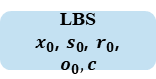 LBS
x₀, s₀, r₀,
o₀, c